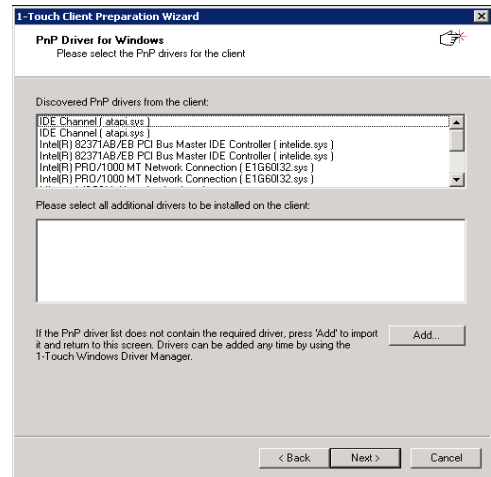 1-Touch Client Preparation Wizard
PnP Driver for Windows
Please select the PnP drivers for the client
Discovered PnP drivers from the client:
IDE Channel ( atapi.sys )
IDE Channel ( atapi.sys )
Intel(R) 82371AB/EB PCI Bus Master IDE Controller ( intelide.sys )
Intel(R) 82371AB/EB PCI Bus Master IDE Controller ( intelide.sys )
Intel(R) PRO/1000 MT Network Connection ( E1G60I32.sys )
Intel(R) PRO/1000 MT Network Connection ( E1G60I32.sys )
Please select all additional drivers to be installed on the client:
If the PnP driver list does not contain the required driver, press 'Add' to import
it and return to this screen. Drivers can be added any time by using the
1-Touch Windows Driver Manager.
Add...
< Back
Next >
Cancel